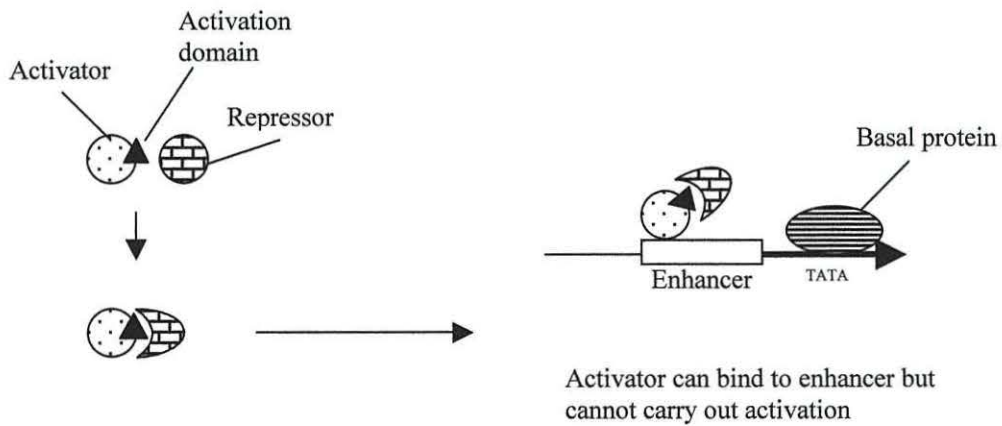 Activation
domain
Activator
Repressor
Basal protein
Enhancer
TATA
Activator can bind to enhancer but
cannot carry out activation